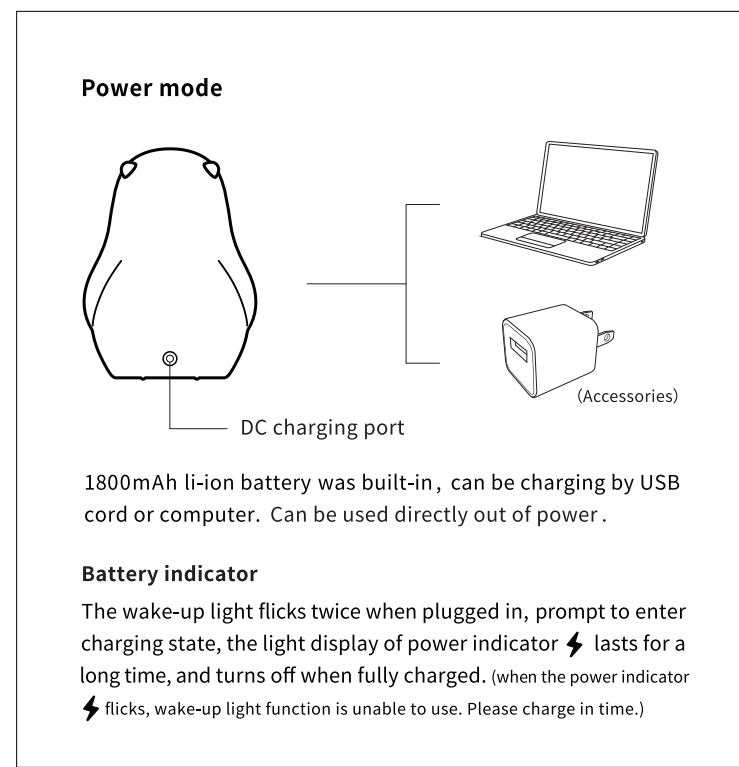 Power mode
(Accessories)
DC charging port
1800mAh li-ion battery was built-in, can be charging by USB
cord or computer. Can be used directly out of power.
Battery indicator
The wake-up light flicks twice when plugged in, prompt to enter
charging state, the light display of power indicator ⚡ lasts for a
long time, and turns off when fully charged. (when the power indicator
⚡ flicks, wake-up light function is unable to use. Please charge in time.)